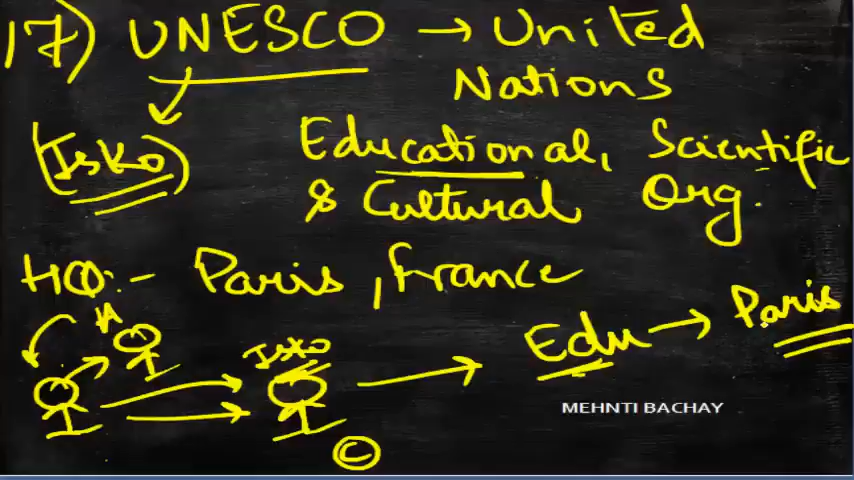 17) UNESCO → United
Nations
(Isko)
Educational, Scientific
& Cultural Org.
HQ:- Paris, France
A
Isko
Edu → Paris
MEHNTI BACHAY
C